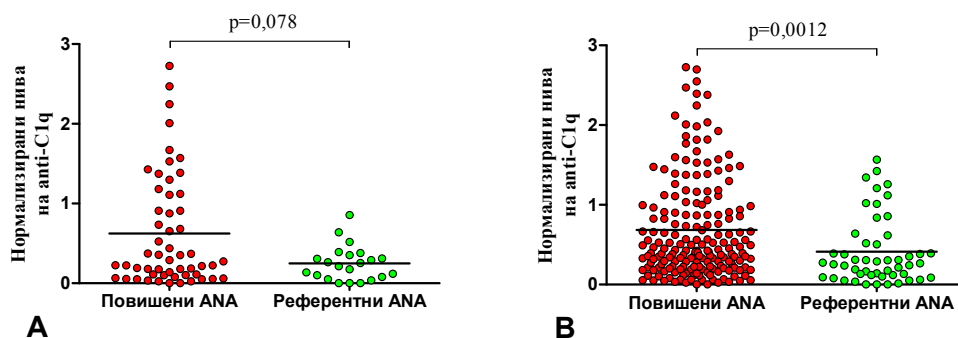 p=0,078
3
2
1
0
Нормализирани нива
на anti-C1q
Повишени ANA
Референтни ANA
A
p=0,0012
3
2
1
0
Нормализирани нива
на anti-C1q
Повишени ANA
Референтни ANA
B